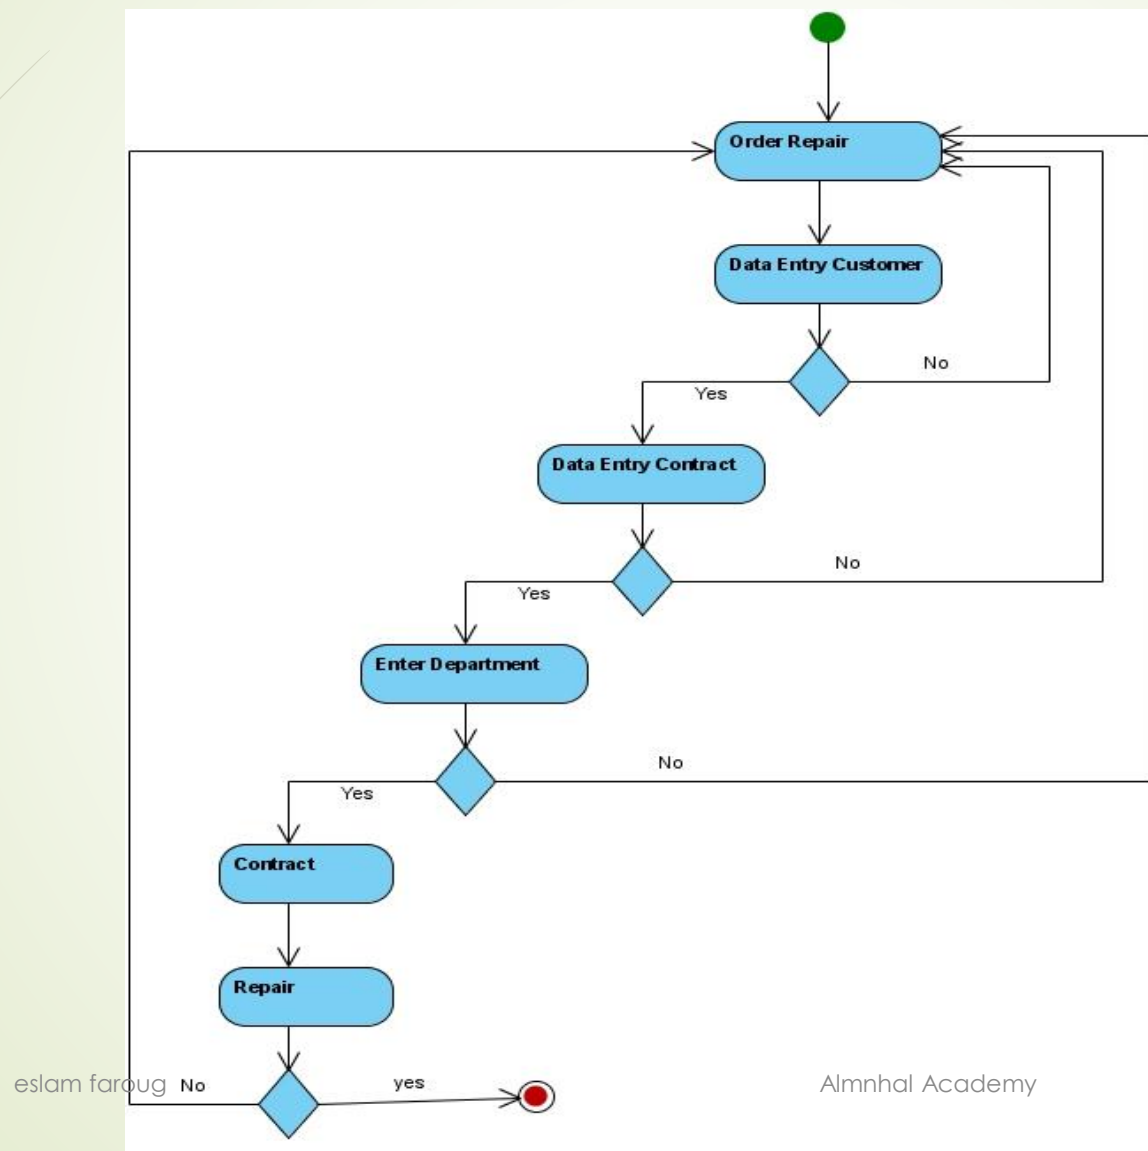 Order Repair
Data Entry Customer
No
Yes
Data Entry Contract
No
Yes
Enter Department
No
Yes
Contract
Repair
eslam faroug
No
yes
Almnhal Academy